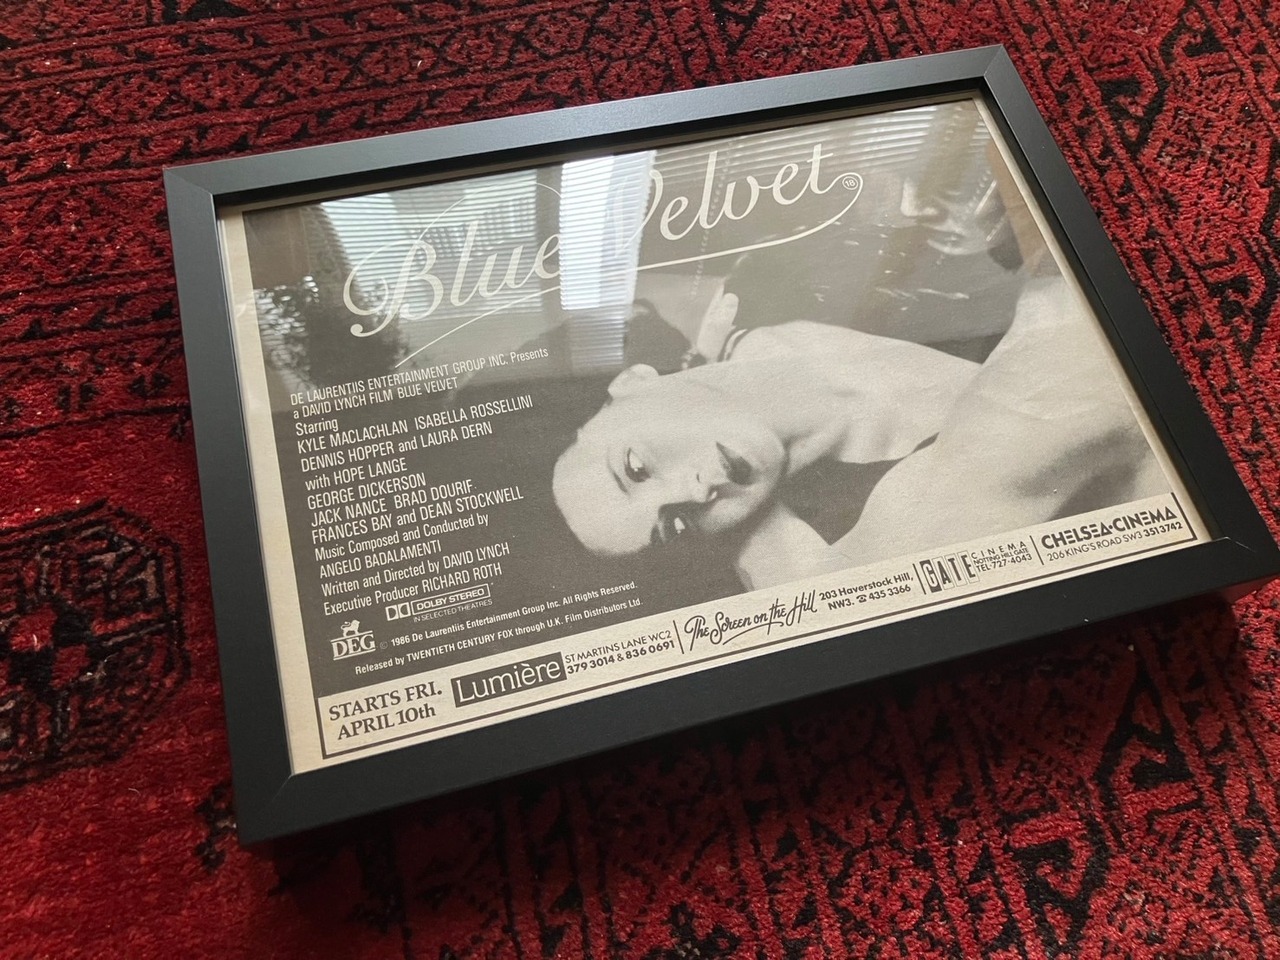 Blue Velvet 18
DE LAURENTIIS ENTERTAINMENT GROUP INC. Presents
a DAVID LYNCH FILM BLUE VELVET
Starring
KYLE MACLACHLAN ISABELLA ROSSELLINI
DENNIS HOPPER and LAURA DERN
with HOPE LANGE
GEORGE DICKERSON
JACK NANCE BRAD DOURIF
FRANCES BAY and DEAN STOCKWELL
Music Composed and Conducted by
ANGELO BADALAMENTI
Written and Directed by DAVID LYNCH
Executive Producer RICHARD ROTH
DOLBY STEREO
IN SELECTED THEATRES
DEG
© 1986 De Laurentiis Entertainment Group Inc. All Rights Reserved.
Released by TWENTIETH CENTURY FOX through U.K. Film Distributors Ltd
STARTS FRI.
APRIL 10th
Lumière
ST MARTINS LANE WC2
379 3014 & 836 0691
The Screen on the Hill
203 Haverstock Hill,
NW3. ☎ 435 3366
GATE
CINEMA
NOTTING HILL GATE
TEL·727·4043
CHELSEA·CINEMA
206 KING'S ROAD SW3 351 3742